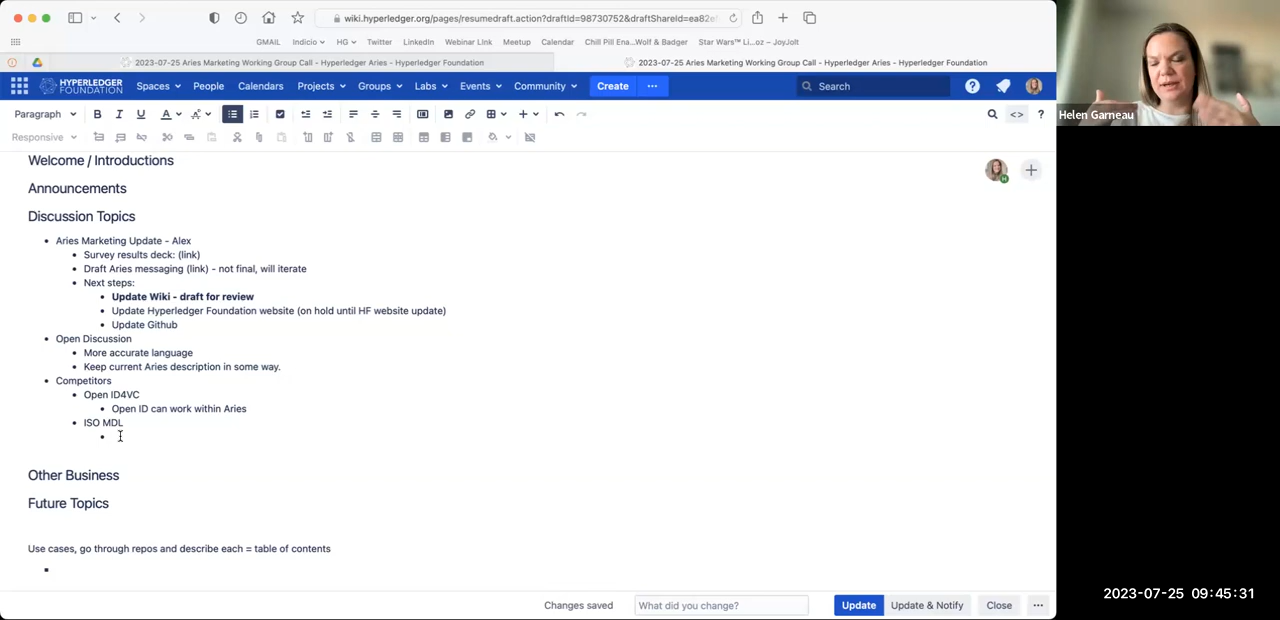 wiki.hyperledger.org/pages/resumedraft.action?draftId=98730752&draftShareId=ea82e
GMAIL Indicio HG Twitter LinkedIn Webinar Link Meetup Calendar Chill Pill Ena...Wolf & Badger Star Wars™ Li...oz – JoyJolt
2023-07-25 Aries Marketing Working Group Call - Hyperledger Aries - Hyperledger Foundation
2023-07-25 Aries Marketing Working Group Call - Hyperledger Aries - Hyperledger Foundation
HYPERLEDGER FOUNDATION Spaces People Calendars Projects Groups Labs Events Community Create ... Search
Paragraph B I U A
Responsive
Helen Garneau
Welcome / Introductions
Announcements
Discussion Topics
Aries Marketing Update - Alex
Survey results deck: (link)
Draft Aries messaging (link) - not final, will iterate
Next steps:
Update Wiki - draft for review
Update Hyperledger Foundation website (on hold until HF website update)
Update Github
Open Discussion
More accurate language
Keep current Aries description in some way.
Competitors
Open ID4VC
Open ID can work within Aries
ISO MDL
Other Business
Future Topics
Use cases, go through repos and describe each = table of contents
Changes saved What did you change? Update Update & Notify Close ...
2023-07-25 09:45:31